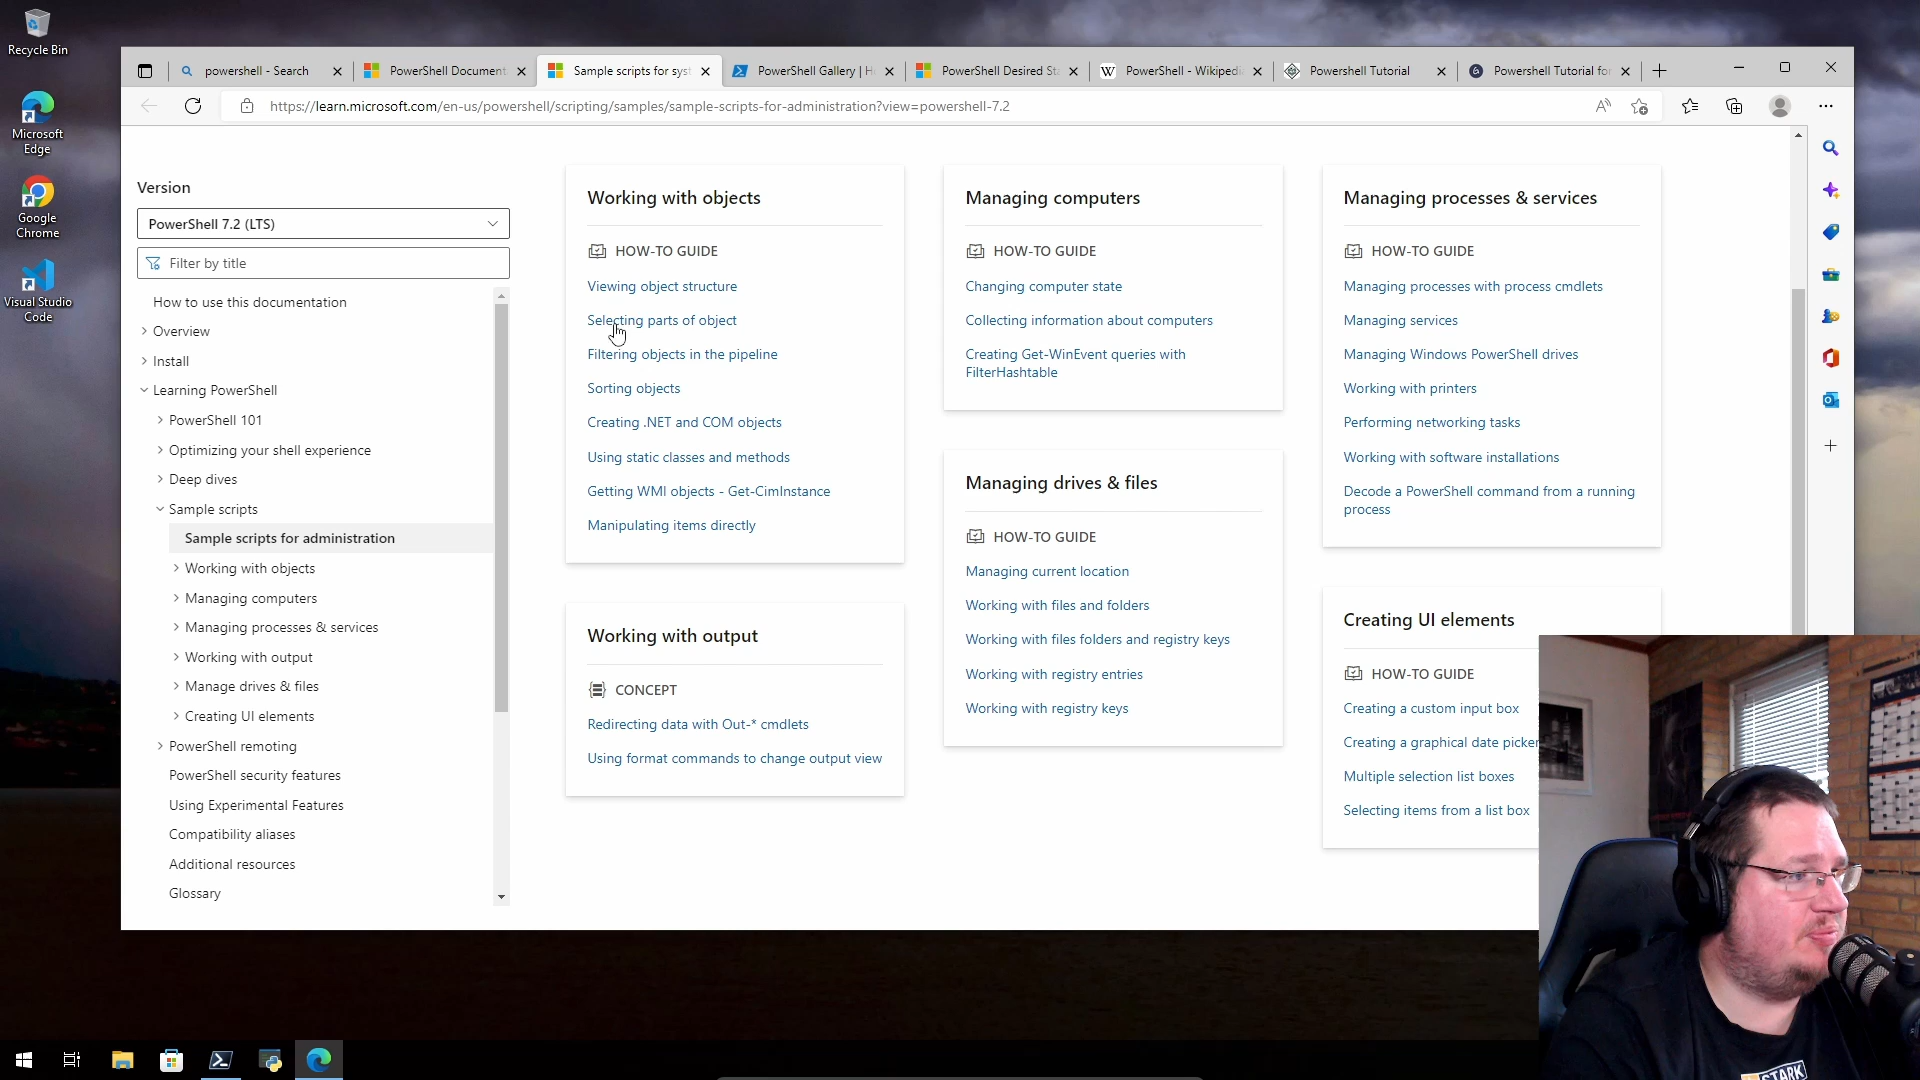 Recycle Bin
Microsoft
Edge
Google
Chrome
Visual Studio
Code
powershell - Search
PowerShell Document
Sample scripts for syst
PowerShell Gallery | H
PowerShell Desired St
W
PowerShell - Wikipedi
Powershell Tutorial
Powershell Tutorial fo
https://learn.microsoft.com/en-us/powershell/scripting/samples/sample-scripts-for-administration?view=powershell-7.2
Version
PowerShell 7.2 (LTS)
Filter by title
How to use this documentation
Overview
Install
Learning PowerShell
PowerShell 101
Optimizing your shell experience
Deep dives
Sample scripts
Sample scripts for administration
Working with objects
Managing computers
Managing processes & services
Working with output
Manage drives & files
Creating UI elements
PowerShell remoting
PowerShell security features
Using Experimental Features
Compatibility aliases
Additional resources
Glossary
Working with objects
HOW-TO GUIDE
Viewing object structure
Selecting parts of object
Filtering objects in the pipeline
Sorting objects
Creating .NET and COM objects
Using static classes and methods
Getting WMI objects - Get-CimInstance
Manipulating items directly
Working with output
CONCEPT
Redirecting data with Out-* cmdlets
Using format commands to change output view
Managing computers
HOW-TO GUIDE
Changing computer state
Collecting information about computers
Creating Get-WinEvent queries with
FilterHashtable
Managing drives & files
HOW-TO GUIDE
Managing current location
Working with files and folders
Working with files folders and registry keys
Working with registry entries
Working with registry keys
Managing processes & services
HOW-TO GUIDE
Managing processes with process cmdlets
Managing services
Managing Windows PowerShell drives
Working with printers
Performing networking tasks
Working with software installations
Decode a PowerShell command from a running
process
Creating UI elements
HOW-TO GUIDE
Creating a custom input box
Creating a graphical date picker
Multiple selection list boxes
Selecting items from a list box
STARK